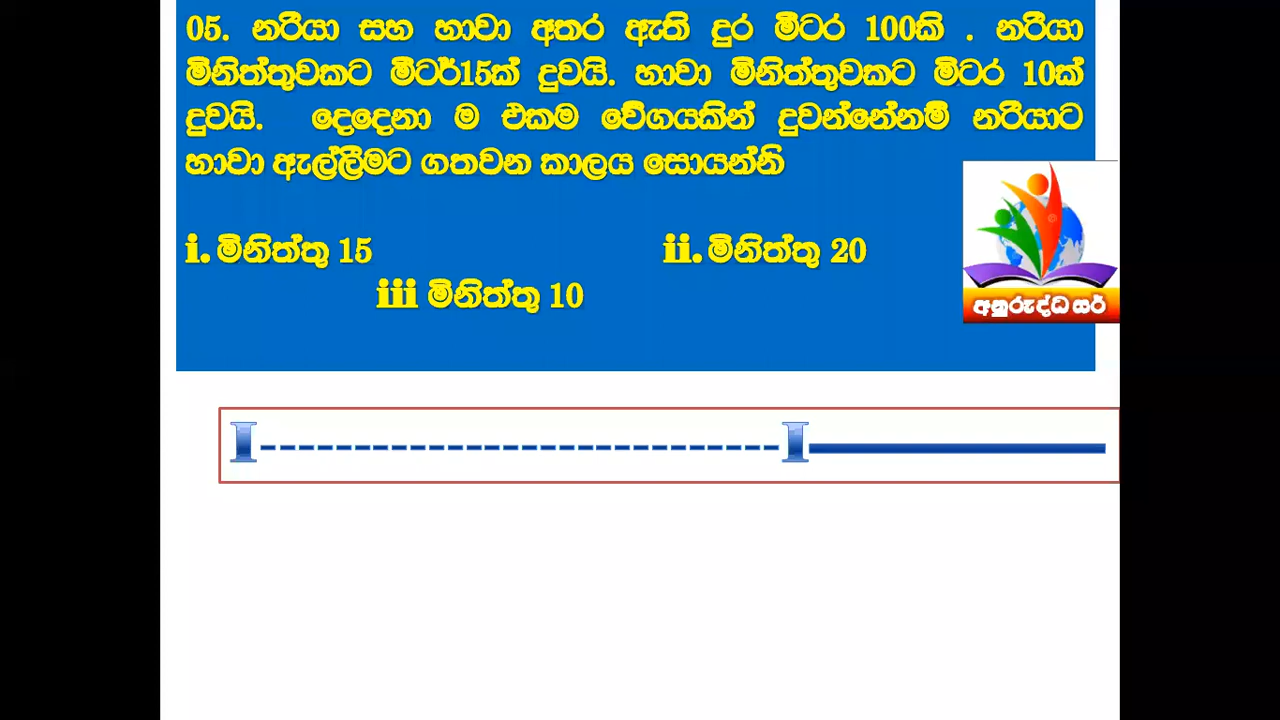 05. නරියා සහ හාවා අතර ඇති දුර මීටර 100කි . නරියා
මිනිත්තුවකට මීටර්15ක් දුවයි. හාවා මිනිත්තුවකට මිටර 10ක්
දුවයි. දෙදෙනා ම එකම වේගයකින් දුවන්නේනම් නරියාට
හාවා ඇල්ලීමට ගතවන කාලය සොයන්නි
i. මිනිත්තු 15 ii. මිනිත්තු 20
iii මිනිත්තු 10
අනුරුද්ධ සර්